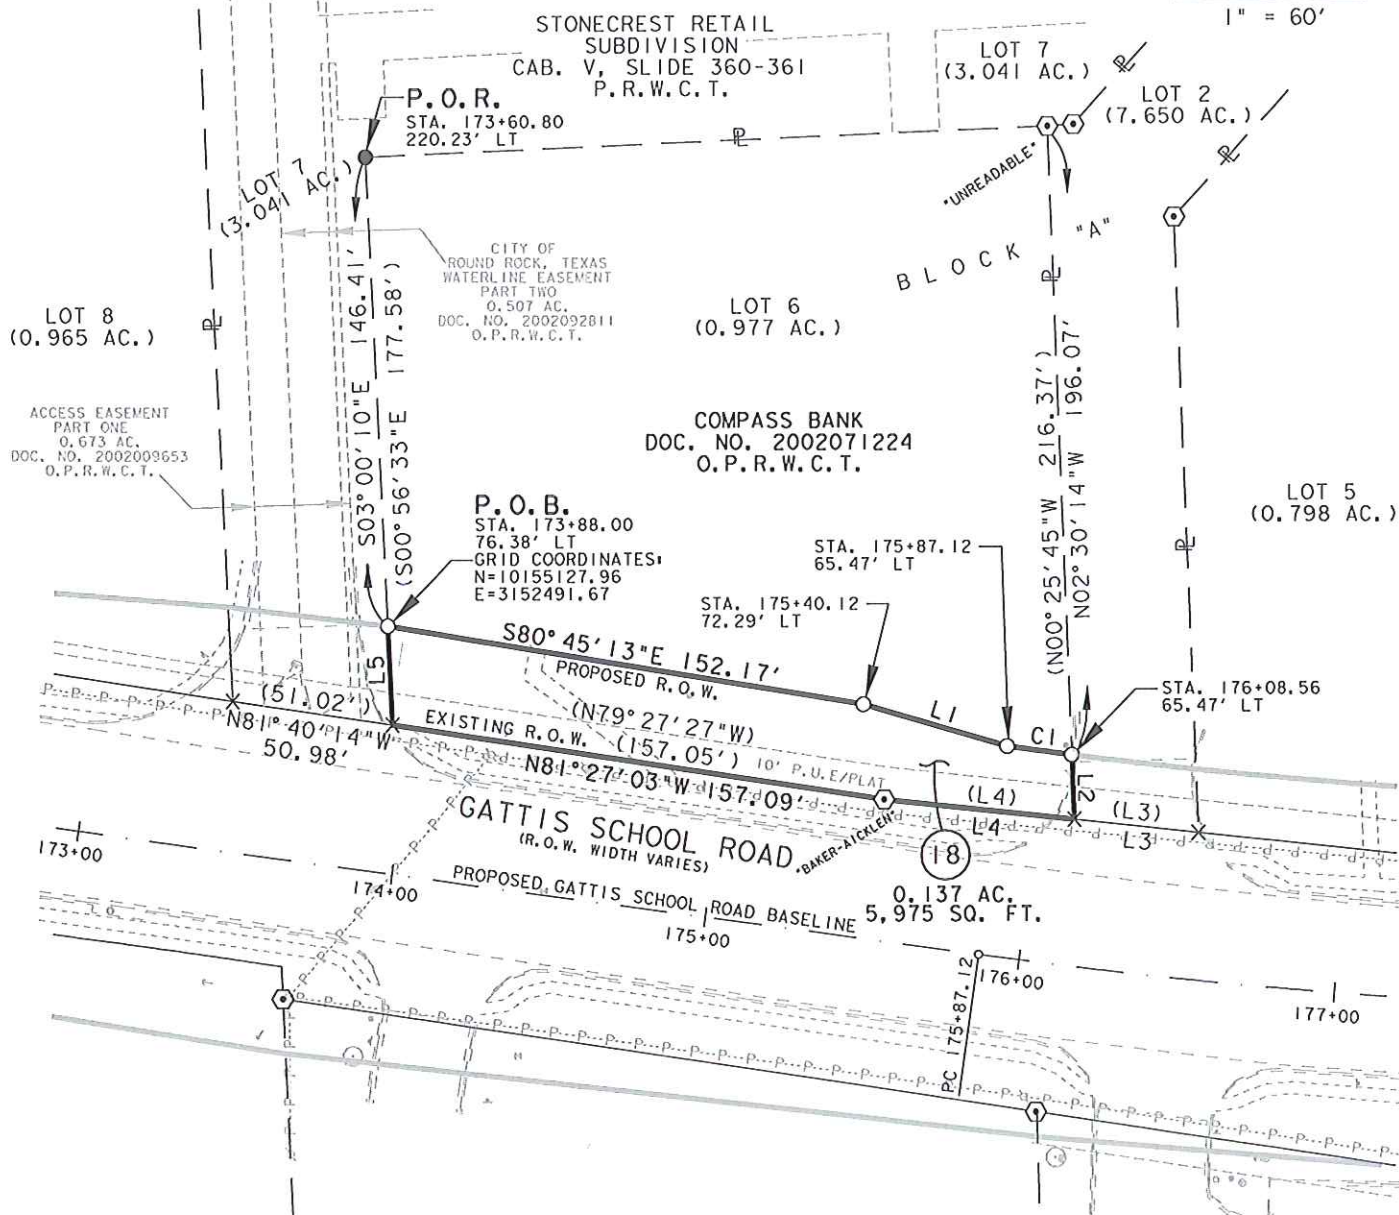 1" = 60'
STONECREST RETAIL
SUBDIVISION
CAB. V, SLIDE 360-361
P.R.W.C.T.
LOT 7
(3.041 AC.)
LOT 2
(7.650 AC.)
P.O.R.
STA. 173+60.80
220.23' LT
LOT 7
(3.041 AC.)
"UNREADABLE"
BLOCK "A"
CITY OF
ROUND ROCK, TEXAS
WATERLINE EASEMENT
PART TWO
0.507 AC.
DOC. NO. 2002092811
O.P.R.W.C.T.
LOT 8
(0.965 AC.)
LOT 6
(0.977 AC.)
S03°00'10"E 146.41'
(S00°56'33"E 177.58')
(N00°25'45"W 216.37')
N02°30'14"W 196.07'
ACCESS EASEMENT
PART ONE
0.673 AC.
DOC. NO. 2002009653
O.P.R.W.C.T.
COMPASS BANK
DOC. NO. 2002071224
O.P.R.W.C.T.
LOT 5
(0.798 AC.)
P.O.B.
STA. 173+88.00
76.38' LT
GRID COORDINATES:
N=10155127.96
E=3152491.67
STA. 175+87.12
65.47' LT
STA. 175+40.12
72.29' LT
STA. 176+08.56
65.47' LT
S80°45'13"E 152.17'
PROPOSED R.O.W.
L5
L1
C1
L2
(51.02')
N81°40'14"W
50.98'
EXISTING R.O.W.
(N79°27'27"W)
(157.05')
10' P.U.E/PLAT
N81°27'03"W 157.09'
(L4)
L4
(L3)
L3
GATTIS SCHOOL ROAD
(R.O.W. WIDTH VARIES)
"BAKER-AICKLEN"
18
0.137 AC.
5,975 SQ. FT.
173+00
174+00
PROPOSED GATTIS SCHOOL ROAD BASELINE
175+00
PC 175+87.12
176+00
177+00